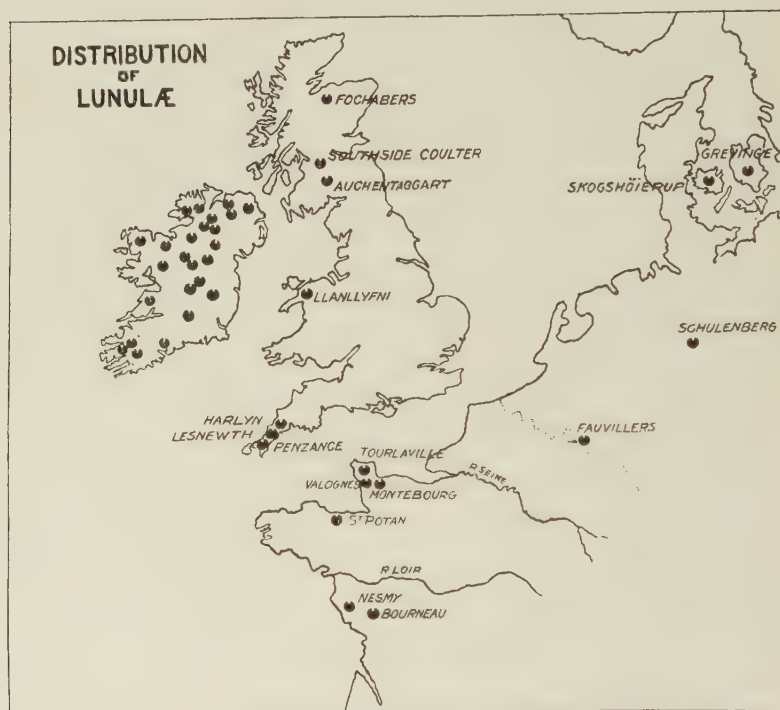 DISTRIBUTION
OF
LUNULÆ
FOCHABERS
SOUTHSIDE COULTER
AUCHENTAGGART
GREVINGE
SKOGSHÖIERUP
LLANLLYFNI
SCHULENBERG
HARLYN
LESNEWTH
PENZANCE
FAUVILLERS
TOURLAVILLE
VALOGNES
MONTEBOURG
R SEINE
ST POTAN
R LOIR
NESMY
BOURNEAU